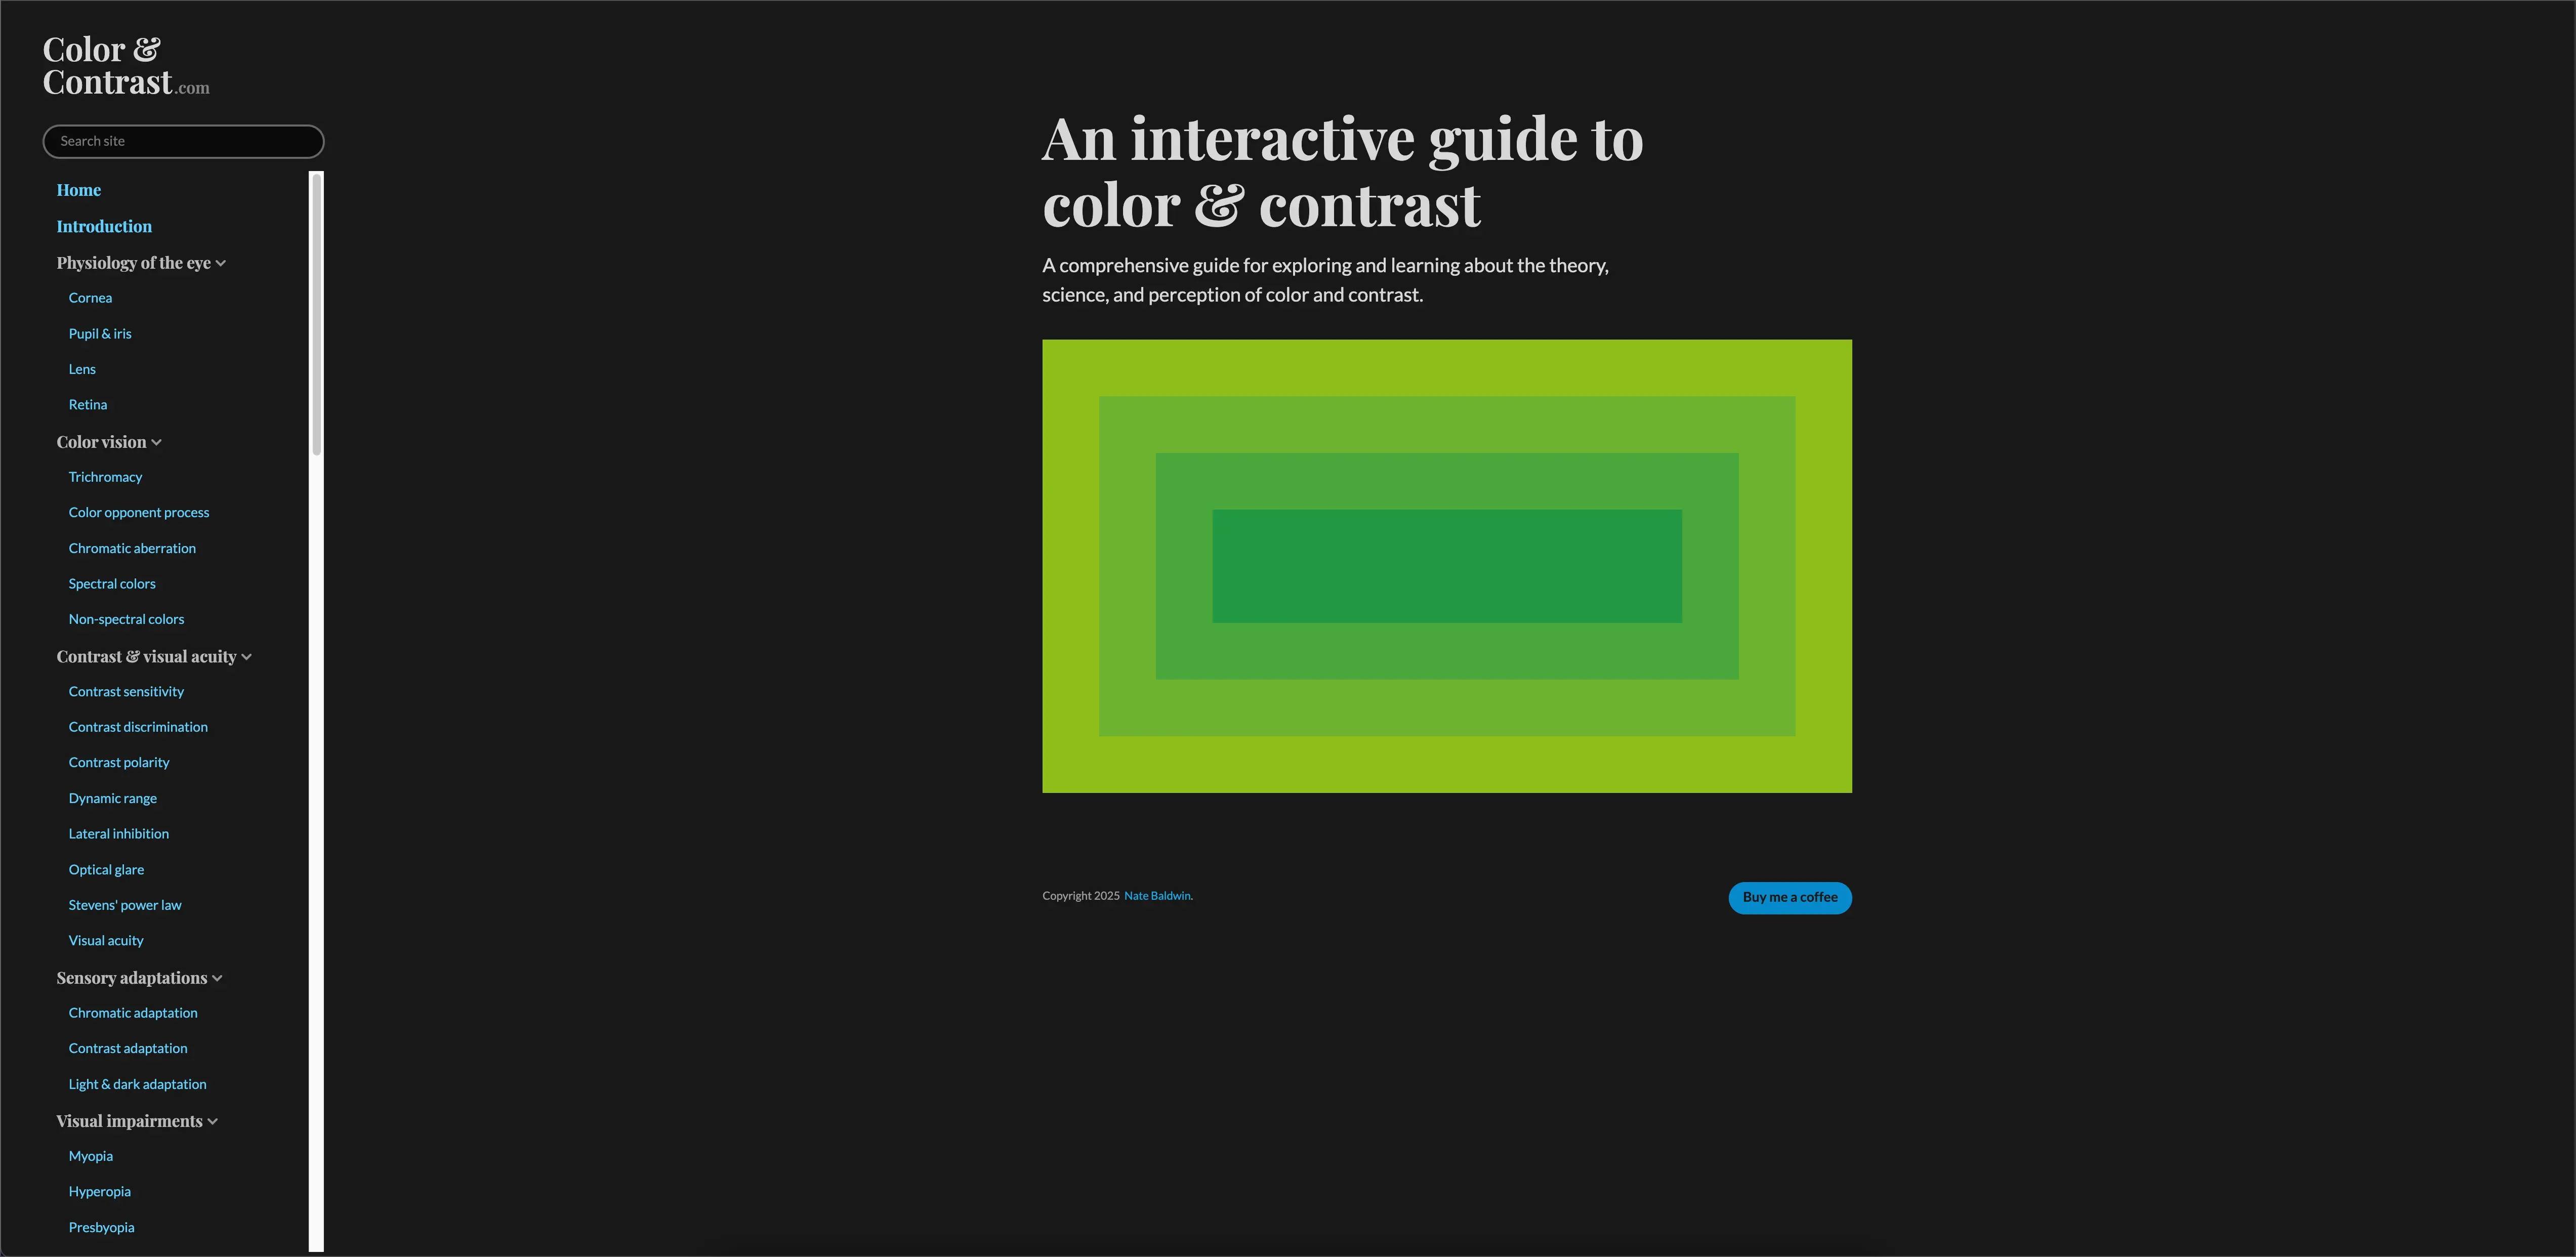 Color &
Contrast.com
Search site
Home
Introduction
Physiology of the eye
Cornea
Pupil & iris
Lens
Retina
Color vision
Trichromacy
Color opponent process
Chromatic aberration
Spectral colors
Non-spectral colors
Contrast & visual acuity
Contrast sensitivity
Contrast discrimination
Contrast polarity
Dynamic range
Lateral inhibition
Optical glare
Stevens' power law
Visual acuity
Sensory adaptations
Chromatic adaptation
Contrast adaptation
Light & dark adaptation
Visual impairments
Myopia
Hyperopia
Presbyopia
An interactive guide to
color & contrast
A comprehensive guide for exploring and learning about the theory,
science, and perception of color and contrast.
Copyright 2025 Nate Baldwin.
Buy me a coffee